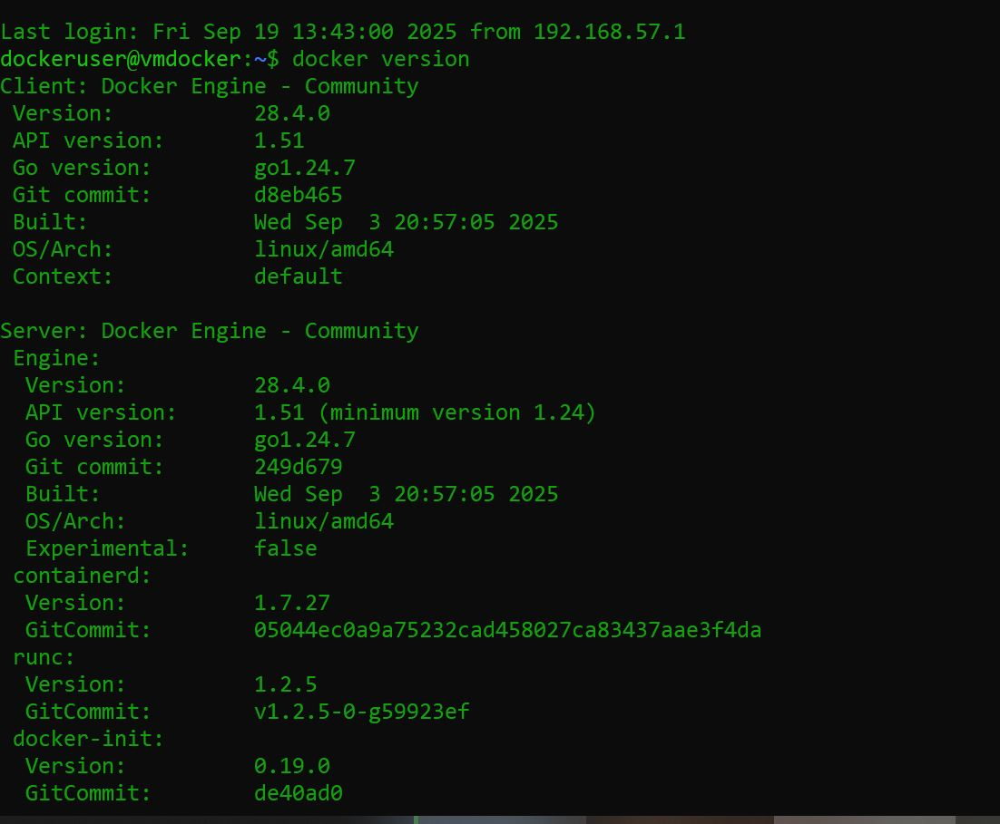 Last login: Fri Sep 19 13:43:00 2025 from 192.168.57.1
dockeruser@vmdocker:~$ docker version
Client: Docker Engine - Community
 Version:           28.4.0
 API version:       1.51
 Go version:        go1.24.7
 Git commit:        d8eb465
 Built:             Wed Sep  3 20:57:05 2025
 OS/Arch:           linux/amd64
 Context:           default

Server: Docker Engine - Community
 Engine:
  Version:          28.4.0
  API version:      1.51 (minimum version 1.24)
  Go version:       go1.24.7
  Git commit:       249d679
  Built:            Wed Sep  3 20:57:05 2025
  OS/Arch:          linux/amd64
  Experimental:     false
 containerd:
  Version:          1.7.27
  GitCommit:        05044ec0a9a75232cad458027ca83437aae3f4da
 runc:
  Version:          1.2.5
  GitCommit:        v1.2.5-0-g59923ef
 docker-init:
  Version:          0.19.0
  GitCommit:        de40ad0